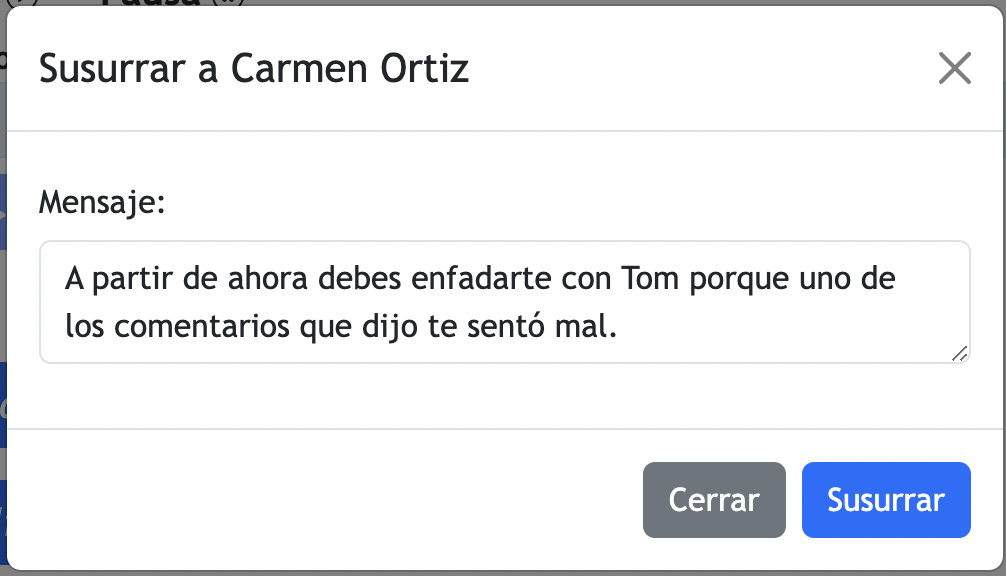 Susurrar a Carmen Ortiz
Mensaje:
A partir de ahora debes enfadarte con Tom porque uno de
los comentarios que dijo te sentó mal.
Cerrar
Susurrar